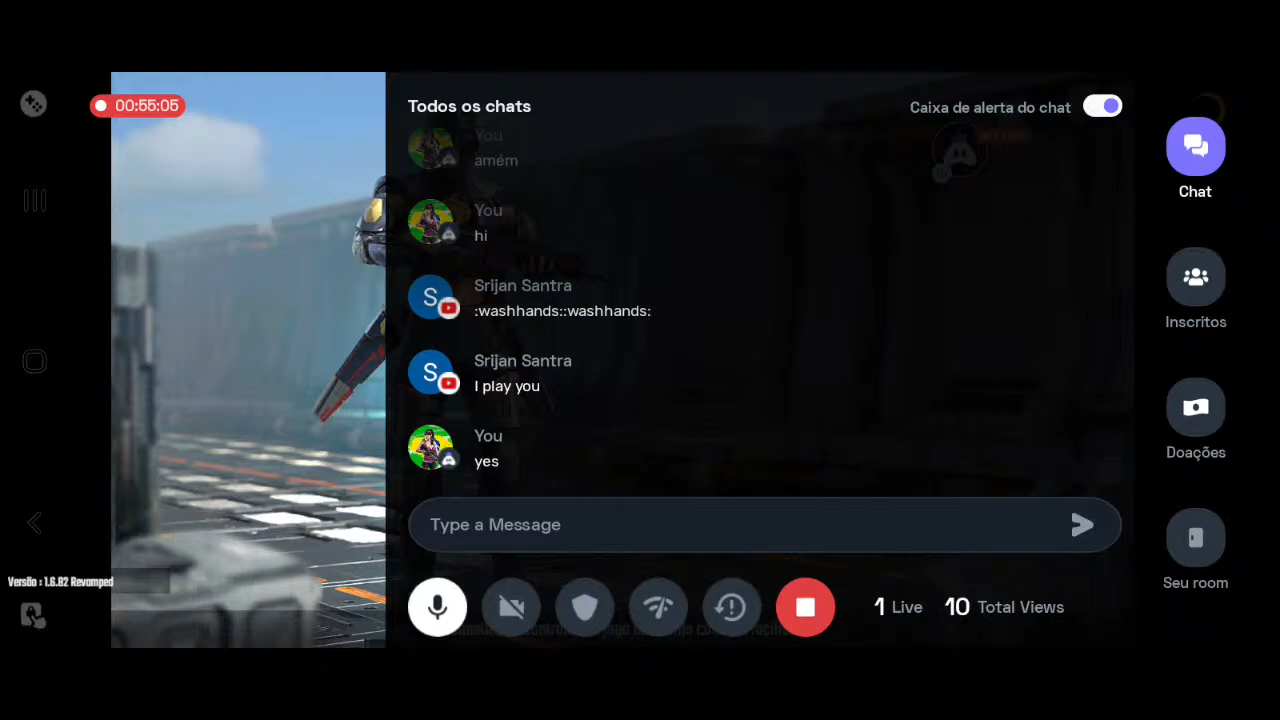 00:55:05
Todos os chats
Caixa de alerta do chat
You
amém
You
hi
Srijan Santra
:washhands::washhands:
Srijan Santra
I play you
You
yes
Type a Message
1 Live 10 Total Views
Chat
Inscritos
Doações
Seu room
Versão : 1.6.82 Revamped
S
S